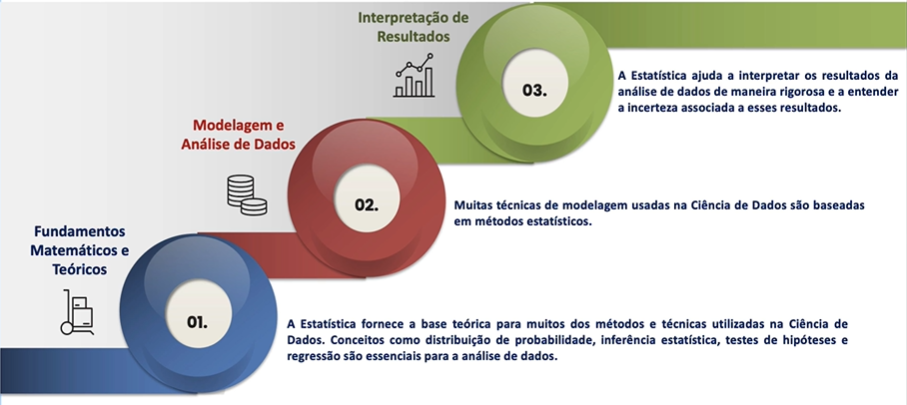 Interpretação de
Resultados
03.
A Estatística ajuda a interpretar os resultados da
análise de dados de maneira rigorosa e a entender
a incerteza associada a esses resultados.
Modelagem e
Análise de Dados
02.
Muitas técnicas de modelagem usadas na Ciência de Dados são baseadas
em métodos estatísticos.
Fundamentos
Matemáticos e
Teóricos
01.
A Estatística fornece a base teórica para muitos dos métodos e técnicas utilizadas na Ciência de
Dados. Conceitos como distribuição de probabilidade, inferência estatística, testes de hipóteses e
regressão são essenciais para a análise de dados.